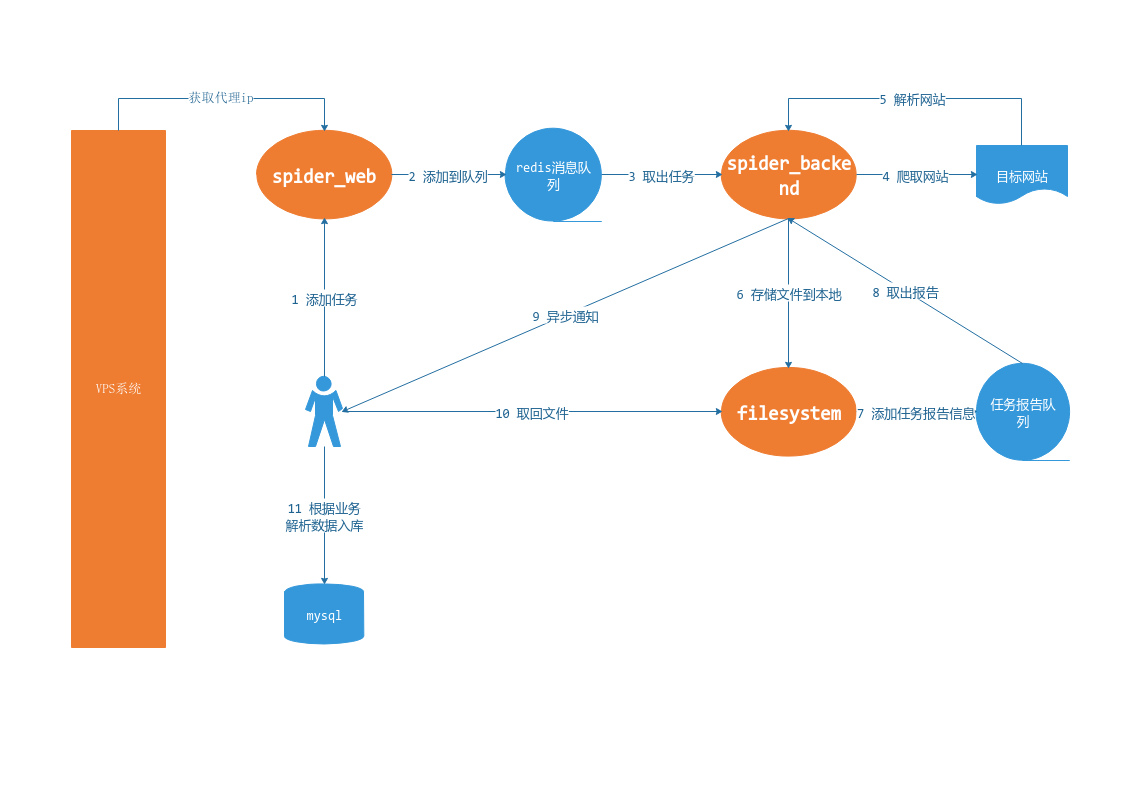 获取代理ip
5 解析网站
spider_web
2 添加到队列
redis消息队
列
3 取出任务
spider_backe
nd
4 爬取网站
目标网站
1 添加任务
6 存储文件到本地
8 取出报告
9 异步通知
VPS系统
10 取回文件
filesystem
7 添加任务报告信息
任务报告队
列
11 根据业务
解析数据入库
mysql